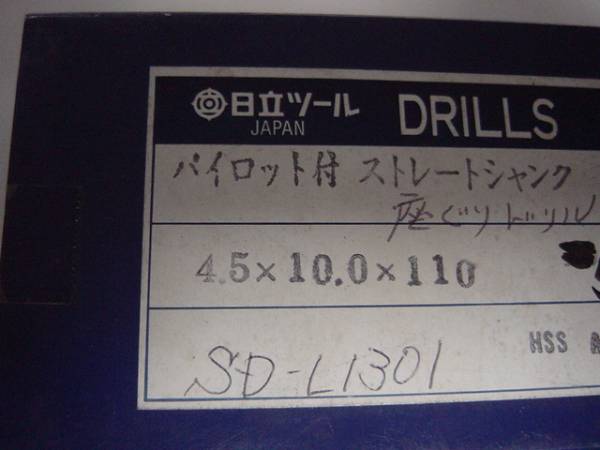 日立ツール DRILLS
JAPAN
パイロット付 ストレートシャンク
座ぐりドリル
4.5×10.0×110
HSS
SD-L1301